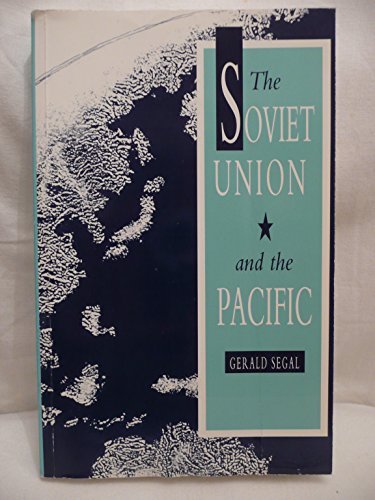 The
SOVIET
UNION
and the
PACIFIC
GERALD SEGAL